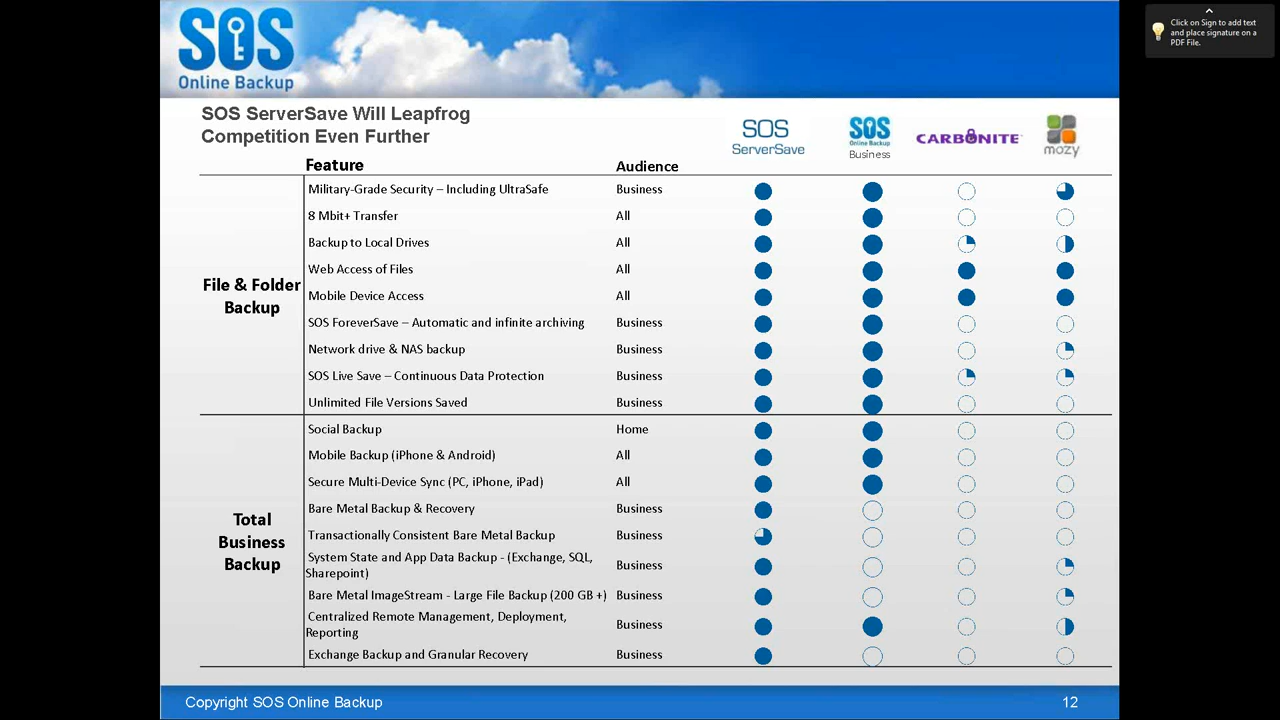 SOS
Online Backup
Click on Sign to add text
and place signature on a
PDF File.
SOS ServerSave Will Leapfrog
Competition Even Further
SOS
ServerSave
SOS
Online Backup
Business
CARBONITE
mozy
Feature
Audience
File & Folder
Backup
Military-Grade Security – Including UltraSafe Business
8 Mbit+ Transfer All
Backup to Local Drives All
Web Access of Files All
Mobile Device Access All
SOS ForeverSave – Automatic and infinite archiving Business
Network drive & NAS backup Business
SOS Live Save – Continuous Data Protection Business
Unlimited File Versions Saved Business
Total
Business
Backup
Social Backup Home
Mobile Backup (iPhone & Android) All
Secure Multi-Device Sync (PC, iPhone, iPad) All
Bare Metal Backup & Recovery Business
Transactionally Consistent Bare Metal Backup Business
System State and App Data Backup - (Exchange, SQL,
Sharepoint) Business
Bare Metal ImageStream - Large File Backup (200 GB +) Business
Centralized Remote Management, Deployment,
Reporting Business
Exchange Backup and Granular Recovery Business
Copyright SOS Online Backup
12